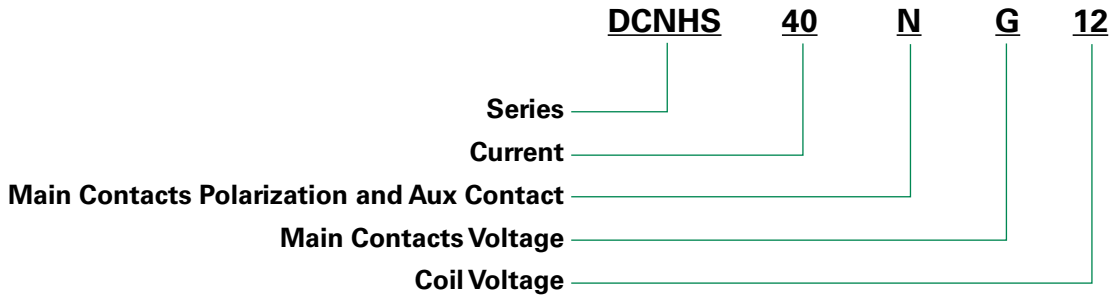 DCNHS 40 N G 12
Series
Current
Main Contacts Polarization and Aux Contact
Main Contacts Voltage
Coil Voltage